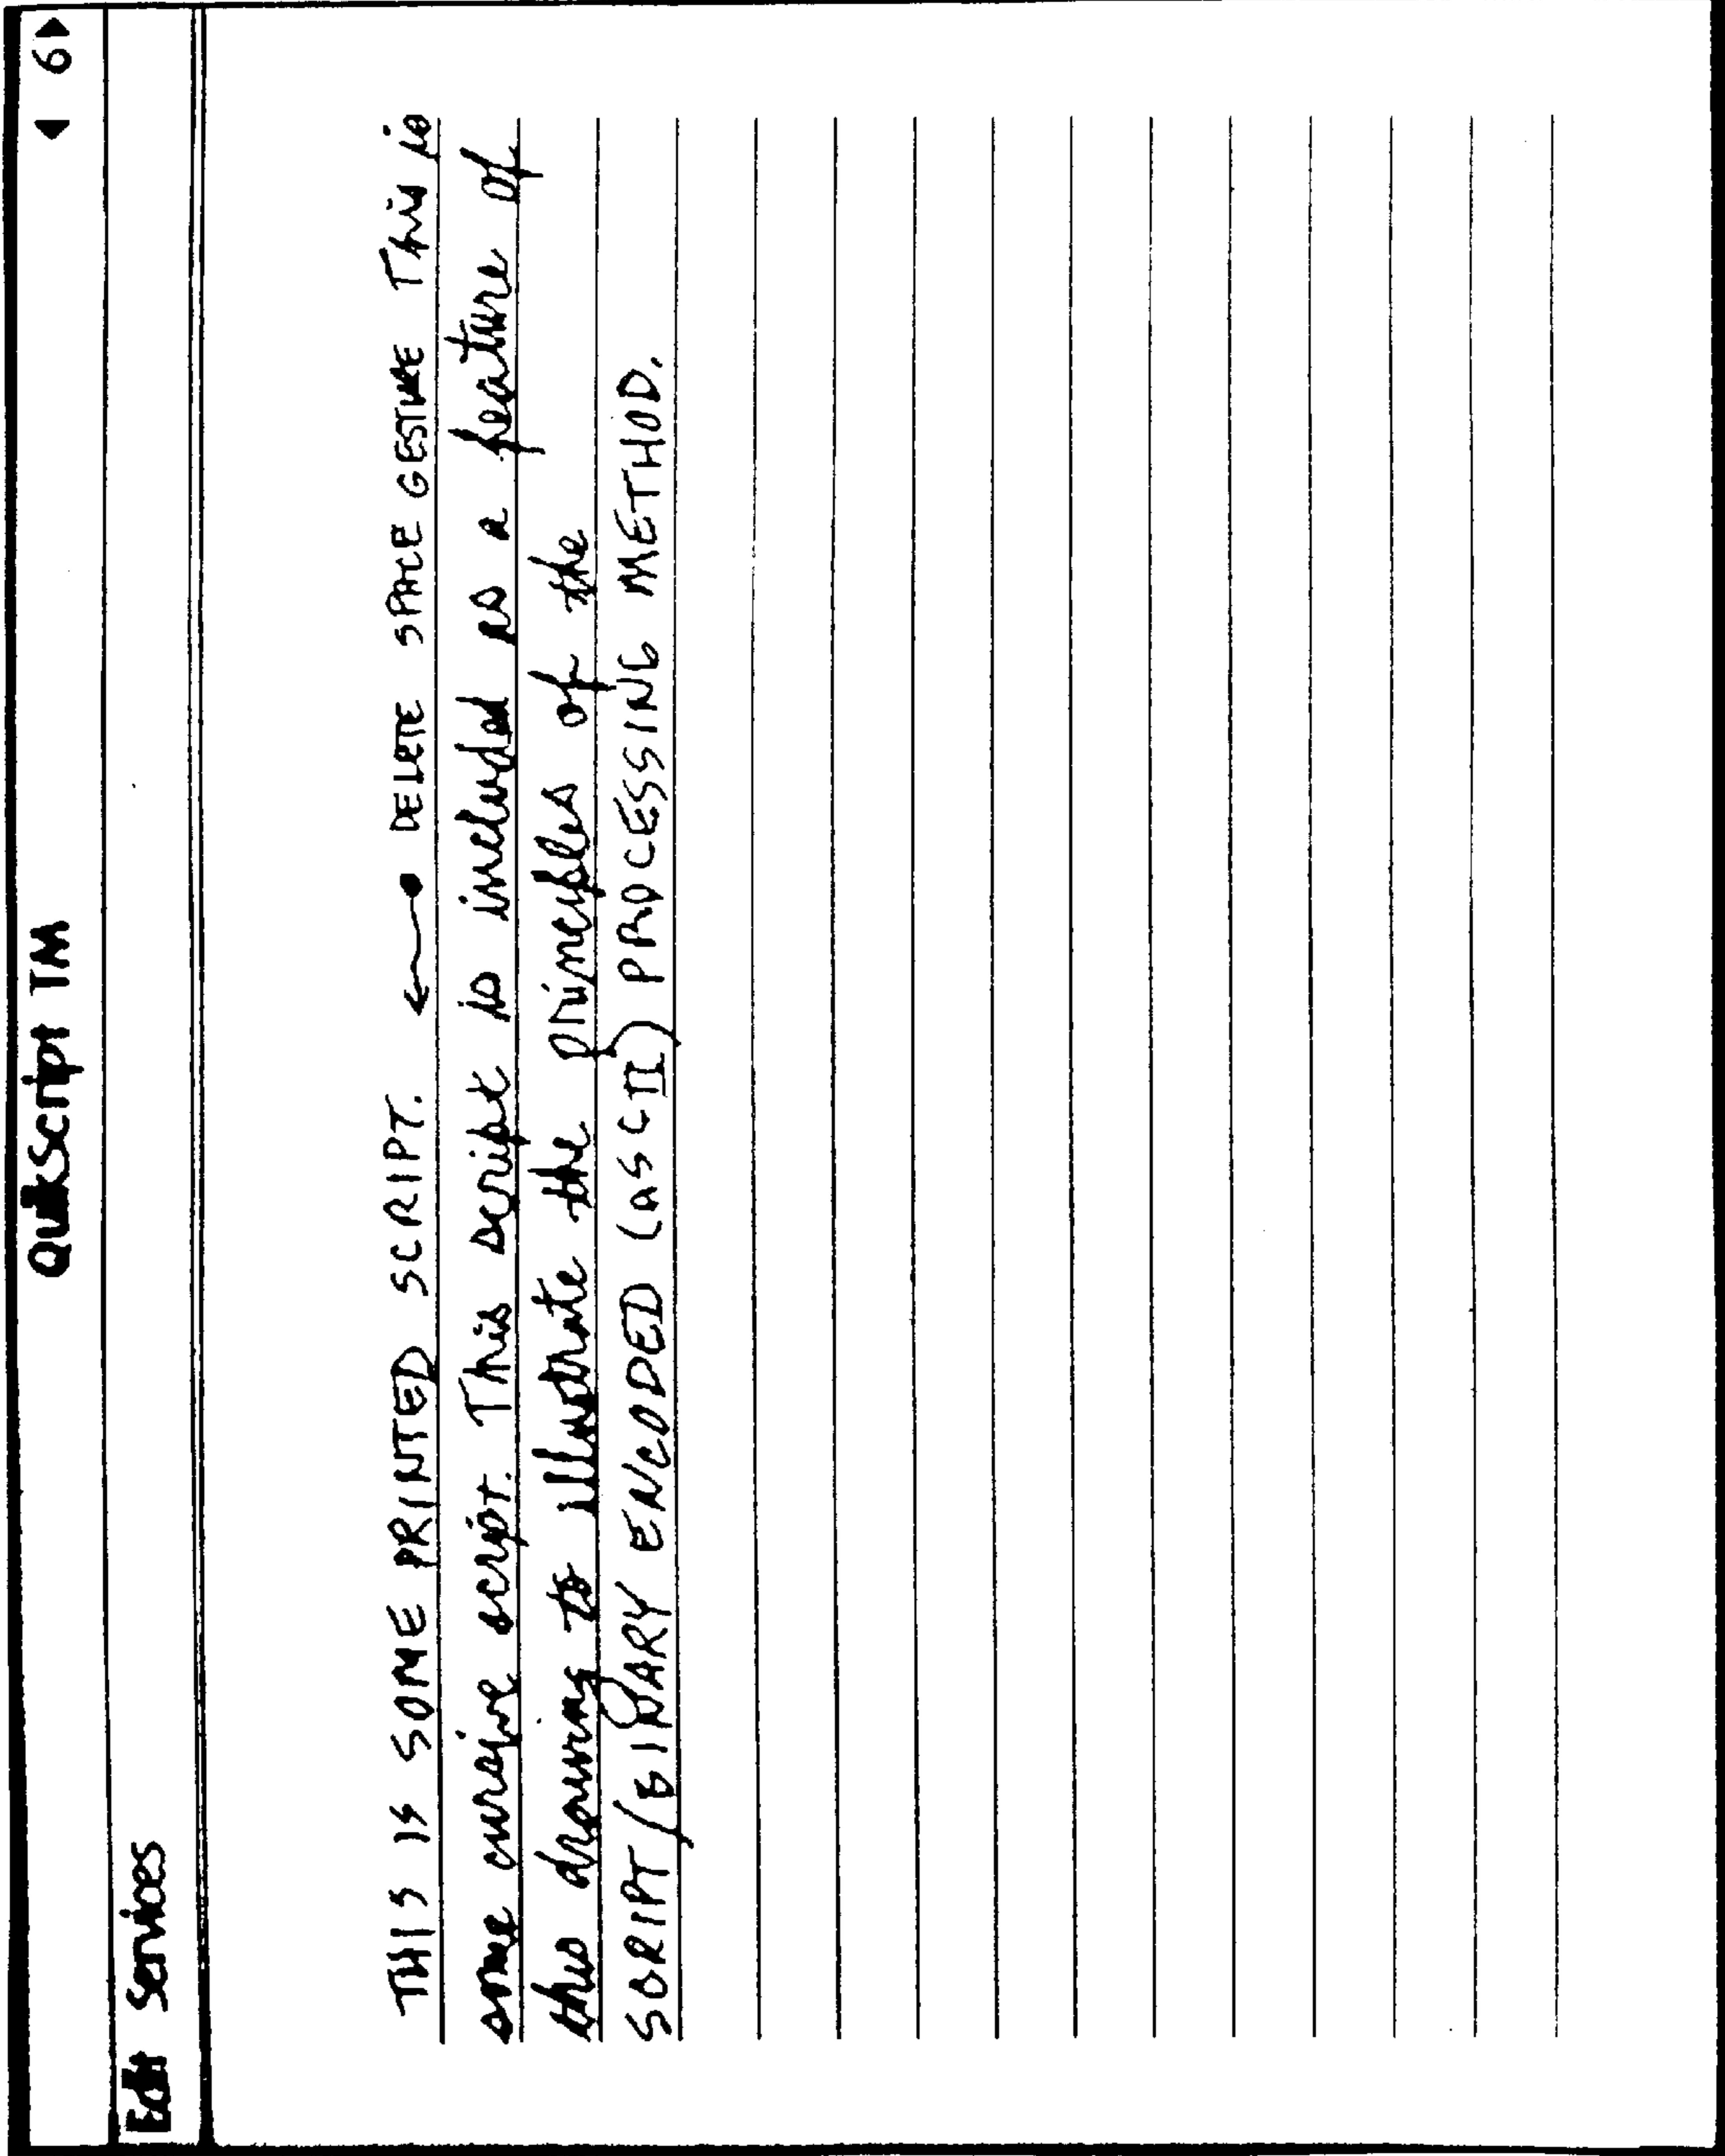 QuikScript TM ◀ 6▶
Edit Services
THIS IS SOME PRINTED SCRIPT. ←● DELETE SPACE GESTURE This is
some cursive script. This script is included as a feature of
this drawing to illustrate the principles of the
SCRIPT/BINARY ENCODED (ASCII) PROCESSING METHOD.